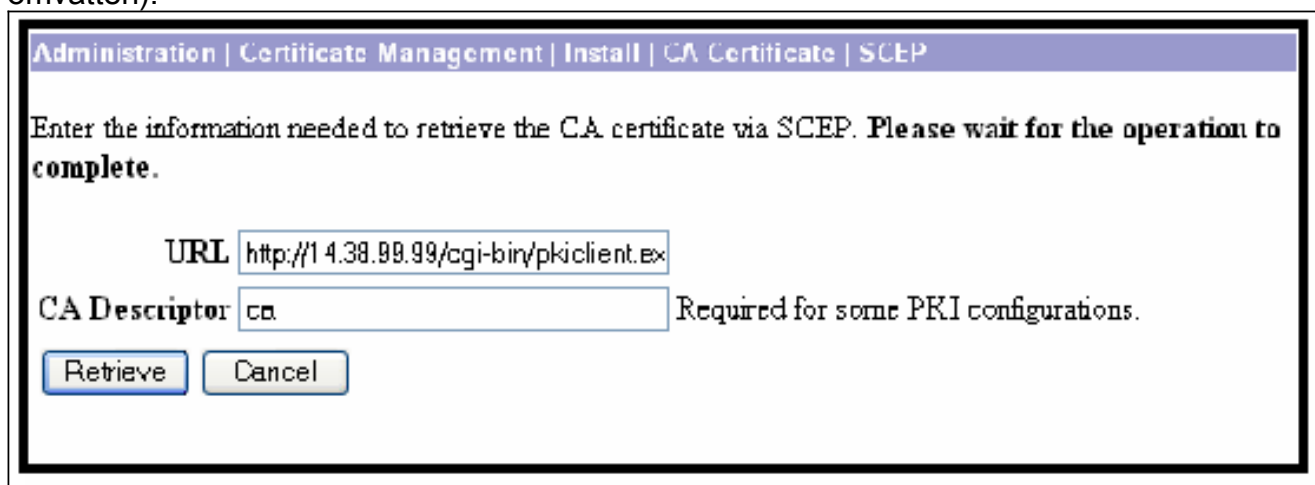 omvatten).
Administration | Certificate Management | Install | CA Certificate | SCEP
Enter the information needed to retrieve the CA certificate via SCEP. Please wait for the operation to
complete.
URL http://14.38.99.99/cgi-bin/pkiclient.ex
CA Descriptor ca Required for some PKI configurations.
Retrieve Cancel